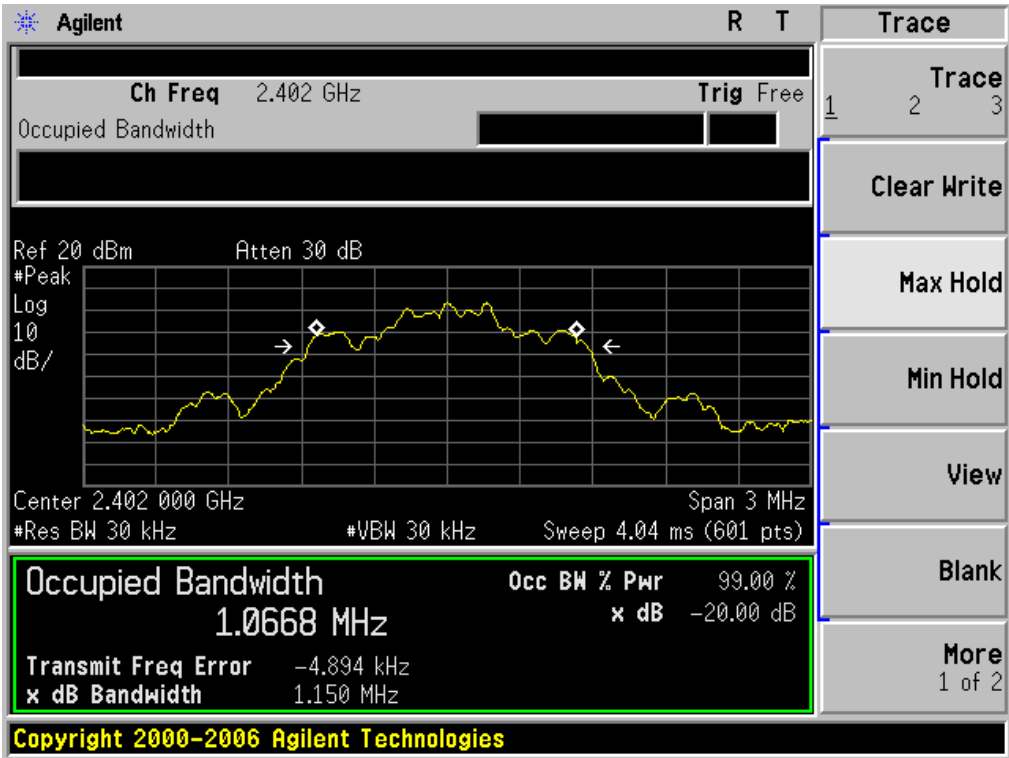 Agilent R T
Ch Freq 2.402 GHz Trig Free
Occupied Bandwidth
Ref 20 dBm Atten 30 dB
#Peak
Log
10
dB/
Center 2.402 000 GHz Span 3 MHz
#Res BW 30 kHz #VBW 30 kHz Sweep 4.04 ms (601 pts)
Occupied Bandwidth
1.0668 MHz
Occ BW % Pwr 99.00 %
x dB -20.00 dB
Transmit Freq Error -4.894 kHz
x dB Bandwidth 1.150 MHz
Copyright 2000-2006 Agilent Technologies
Trace
Trace
1 2 3
Clear Write
Max Hold
Min Hold
View
Blank
More
1 of 2